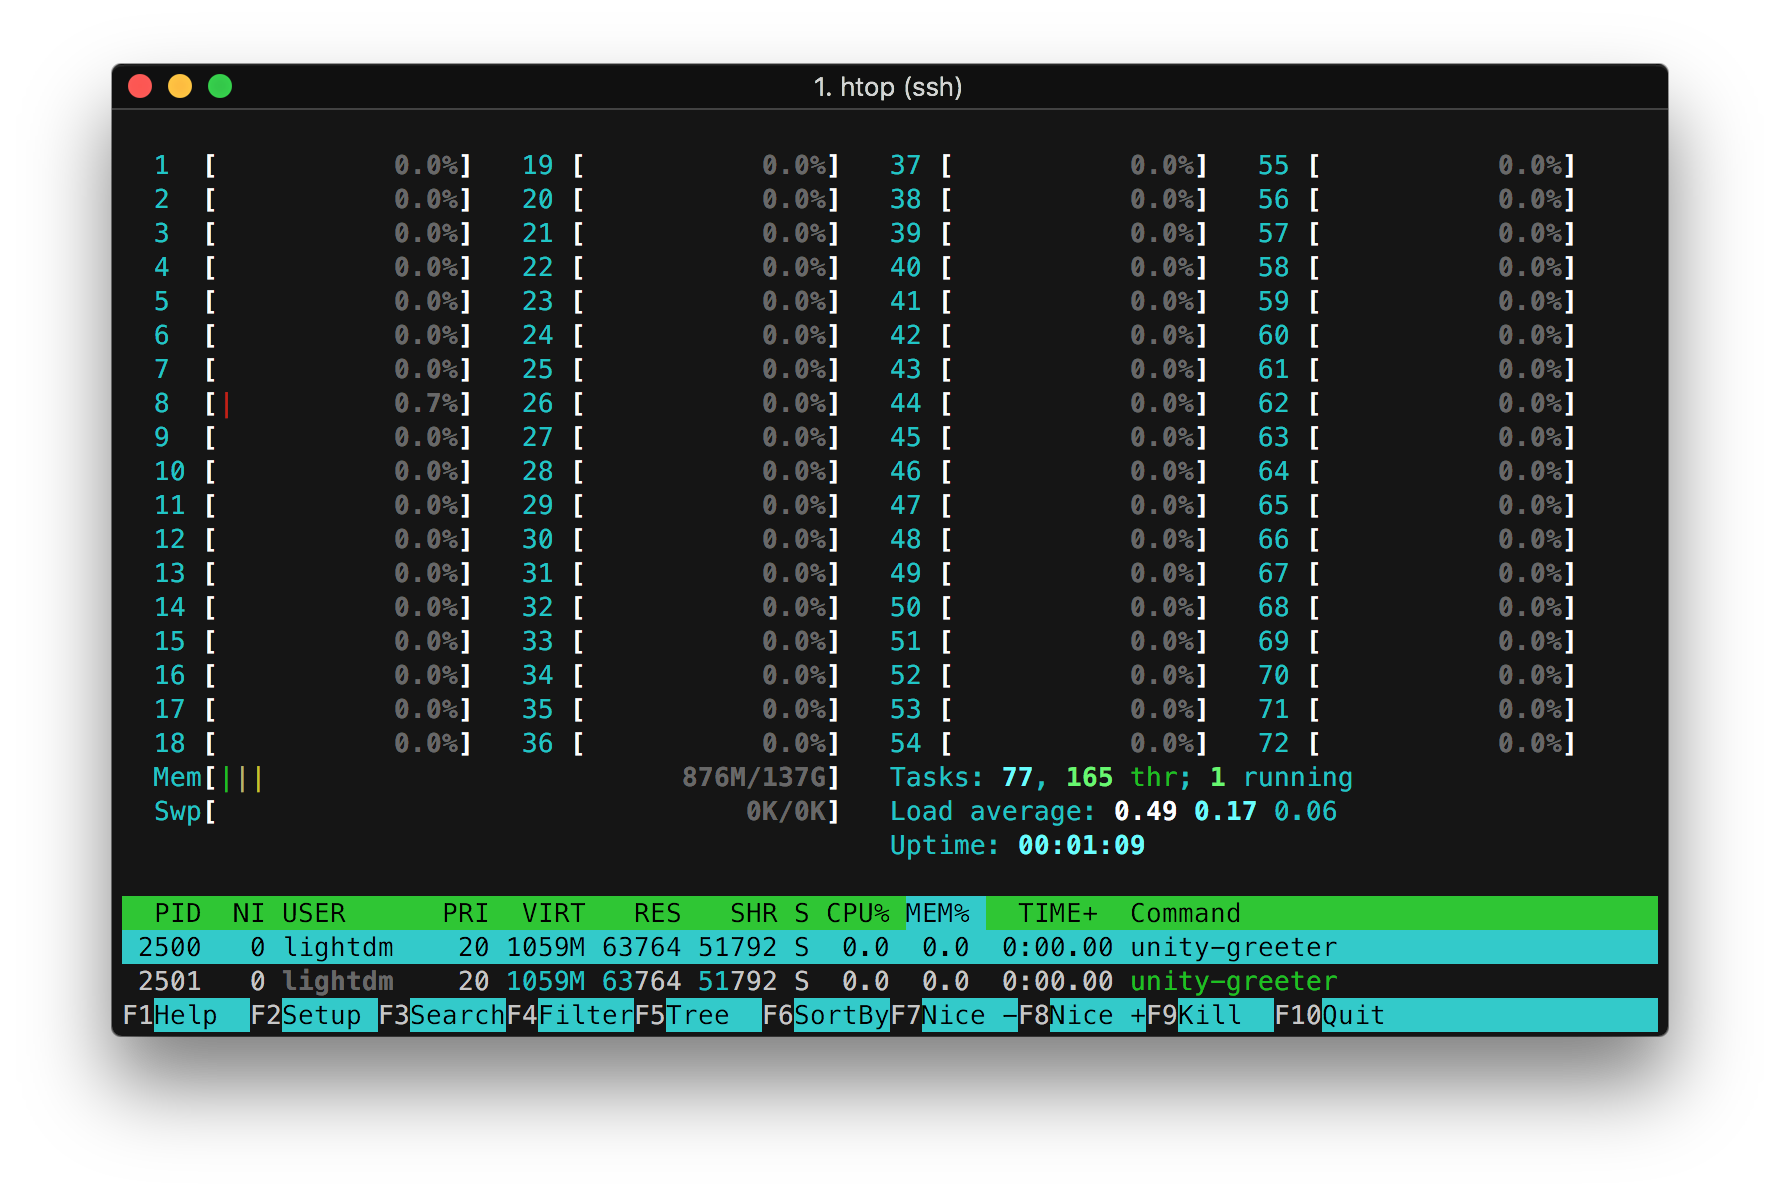 1. htop (ssh)
1 [ 0.0%] 19 [ 0.0%] 37 [ 0.0%] 55 [ 0.0%]
2 [ 0.0%] 20 [ 0.0%] 38 [ 0.0%] 56 [ 0.0%]
3 [ 0.0%] 21 [ 0.0%] 39 [ 0.0%] 57 [ 0.0%]
4 [ 0.0%] 22 [ 0.0%] 40 [ 0.0%] 58 [ 0.0%]
5 [ 0.0%] 23 [ 0.0%] 41 [ 0.0%] 59 [ 0.0%]
6 [ 0.0%] 24 [ 0.0%] 42 [ 0.0%] 60 [ 0.0%]
7 [ 0.0%] 25 [ 0.0%] 43 [ 0.0%] 61 [ 0.0%]
8 [| 0.7%] 26 [ 0.0%] 44 [ 0.0%] 62 [ 0.0%]
9 [ 0.0%] 27 [ 0.0%] 45 [ 0.0%] 63 [ 0.0%]
10 [ 0.0%] 28 [ 0.0%] 46 [ 0.0%] 64 [ 0.0%]
11 [ 0.0%] 29 [ 0.0%] 47 [ 0.0%] 65 [ 0.0%]
12 [ 0.0%] 30 [ 0.0%] 48 [ 0.0%] 66 [ 0.0%]
13 [ 0.0%] 31 [ 0.0%] 49 [ 0.0%] 67 [ 0.0%]
14 [ 0.0%] 32 [ 0.0%] 50 [ 0.0%] 68 [ 0.0%]
15 [ 0.0%] 33 [ 0.0%] 51 [ 0.0%] 69 [ 0.0%]
16 [ 0.0%] 34 [ 0.0%] 52 [ 0.0%] 70 [ 0.0%]
17 [ 0.0%] 35 [ 0.0%] 53 [ 0.0%] 71 [ 0.0%]
18 [ 0.0%] 36 [ 0.0%] 54 [ 0.0%] 72 [ 0.0%]
Mem[||| 876M/137G] Tasks: 77, 165 thr; 1 running
Swp[ 0K/0K] Load average: 0.49 0.17 0.06
Uptime: 00:01:09
PID NI USER PRI VIRT RES SHR S CPU% MEM% TIME+ Command
2500 0 lightdm 20 1059M 63764 51792 S 0.0 0.0 0:00.00 unity-greeter
2501 0 lightdm 20 1059M 63764 51792 S 0.0 0.0 0:00.00 unity-greeter
F1Help F2Setup F3SearchF4FilterF5Tree F6SortByF7Nice -F8Nice +F9Kill F10Quit